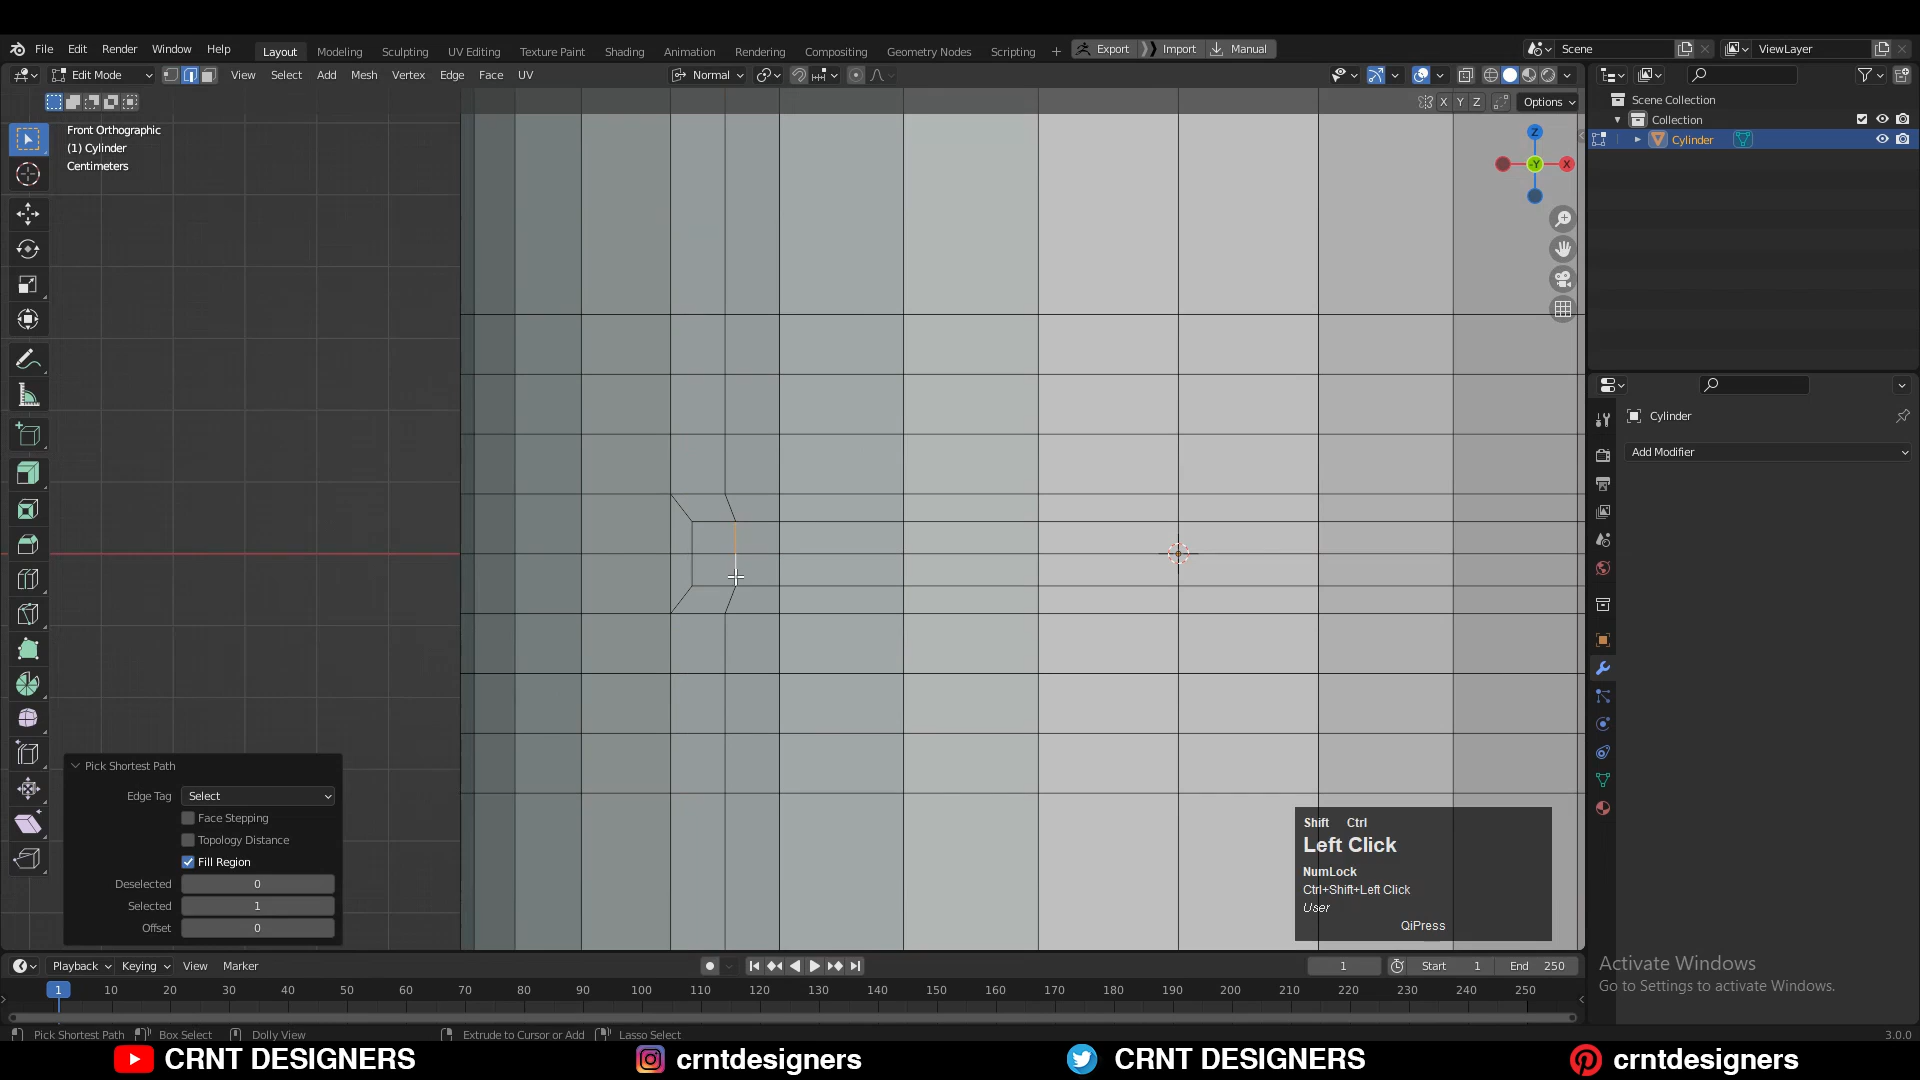 File Edit Render Window Help
Layout Modeling Sculpting UV Editing Texture Paint Shading Animation Rendering Compositing Geometry Nodes Scripting +
Export Import Manual
Scene
ViewLayer
Edit Mode
View Select Add Mesh Vertex Edge Face UV
Normal
X Y Z
Options
Front Orthographic
(1) Cylinder
Centimeters
Z
-Y
X
Scene Collection
Collection
Cylinder
Cylinder
Add Modifier
Pick Shortest Path
Edge Tag Select
Face Stepping
Topology Distance
Fill Region
Deselected 0
Selected 1
Offset 0
Shift Ctrl
Left Click
NumLock
Ctrl+Shift+Left Click
User
QiPress
Activate Windows
Go to Settings to activate Windows.
Playback Keying View Marker
1
Start 1
End 250
1 10 20 30 40 50 60 70 80 90 100 110 120 130 140 150 160 170 180 190 200 210 220 230 240 250
Pick Shortest Path Box Select Dolly View Extrude to Cursor or Add Lasso Select
3.0.0
CRNT DESIGNERS crntdesigners CRNT DESIGNERS crntdesigners